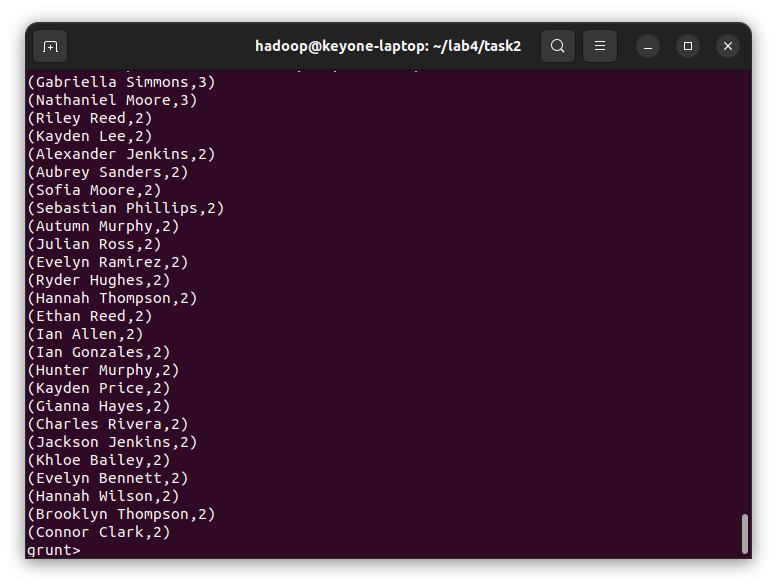 hadoop@keyone-laptop: ~/lab4/task2
(Gabriella Simmons,3)
(Nathaniel Moore,3)
(Riley Reed,2)
(Kayden Lee,2)
(Alexander Jenkins,2)
(Aubrey Sanders,2)
(Sofia Moore,2)
(Sebastian Phillips,2)
(Autumn Murphy,2)
(Julian Ross,2)
(Evelyn Ramirez,2)
(Ryder Hughes,2)
(Hannah Thompson,2)
(Ethan Reed,2)
(Ian Allen,2)
(Ian Gonzales,2)
(Hunter Murphy,2)
(Kayden Price,2)
(Gianna Hayes,2)
(Charles Rivera,2)
(Jackson Jenkins,2)
(Khloe Bailey,2)
(Evelyn Bennett,2)
(Hannah Wilson,2)
(Brooklyn Thompson,2)
(Connor Clark,2)
grunt>